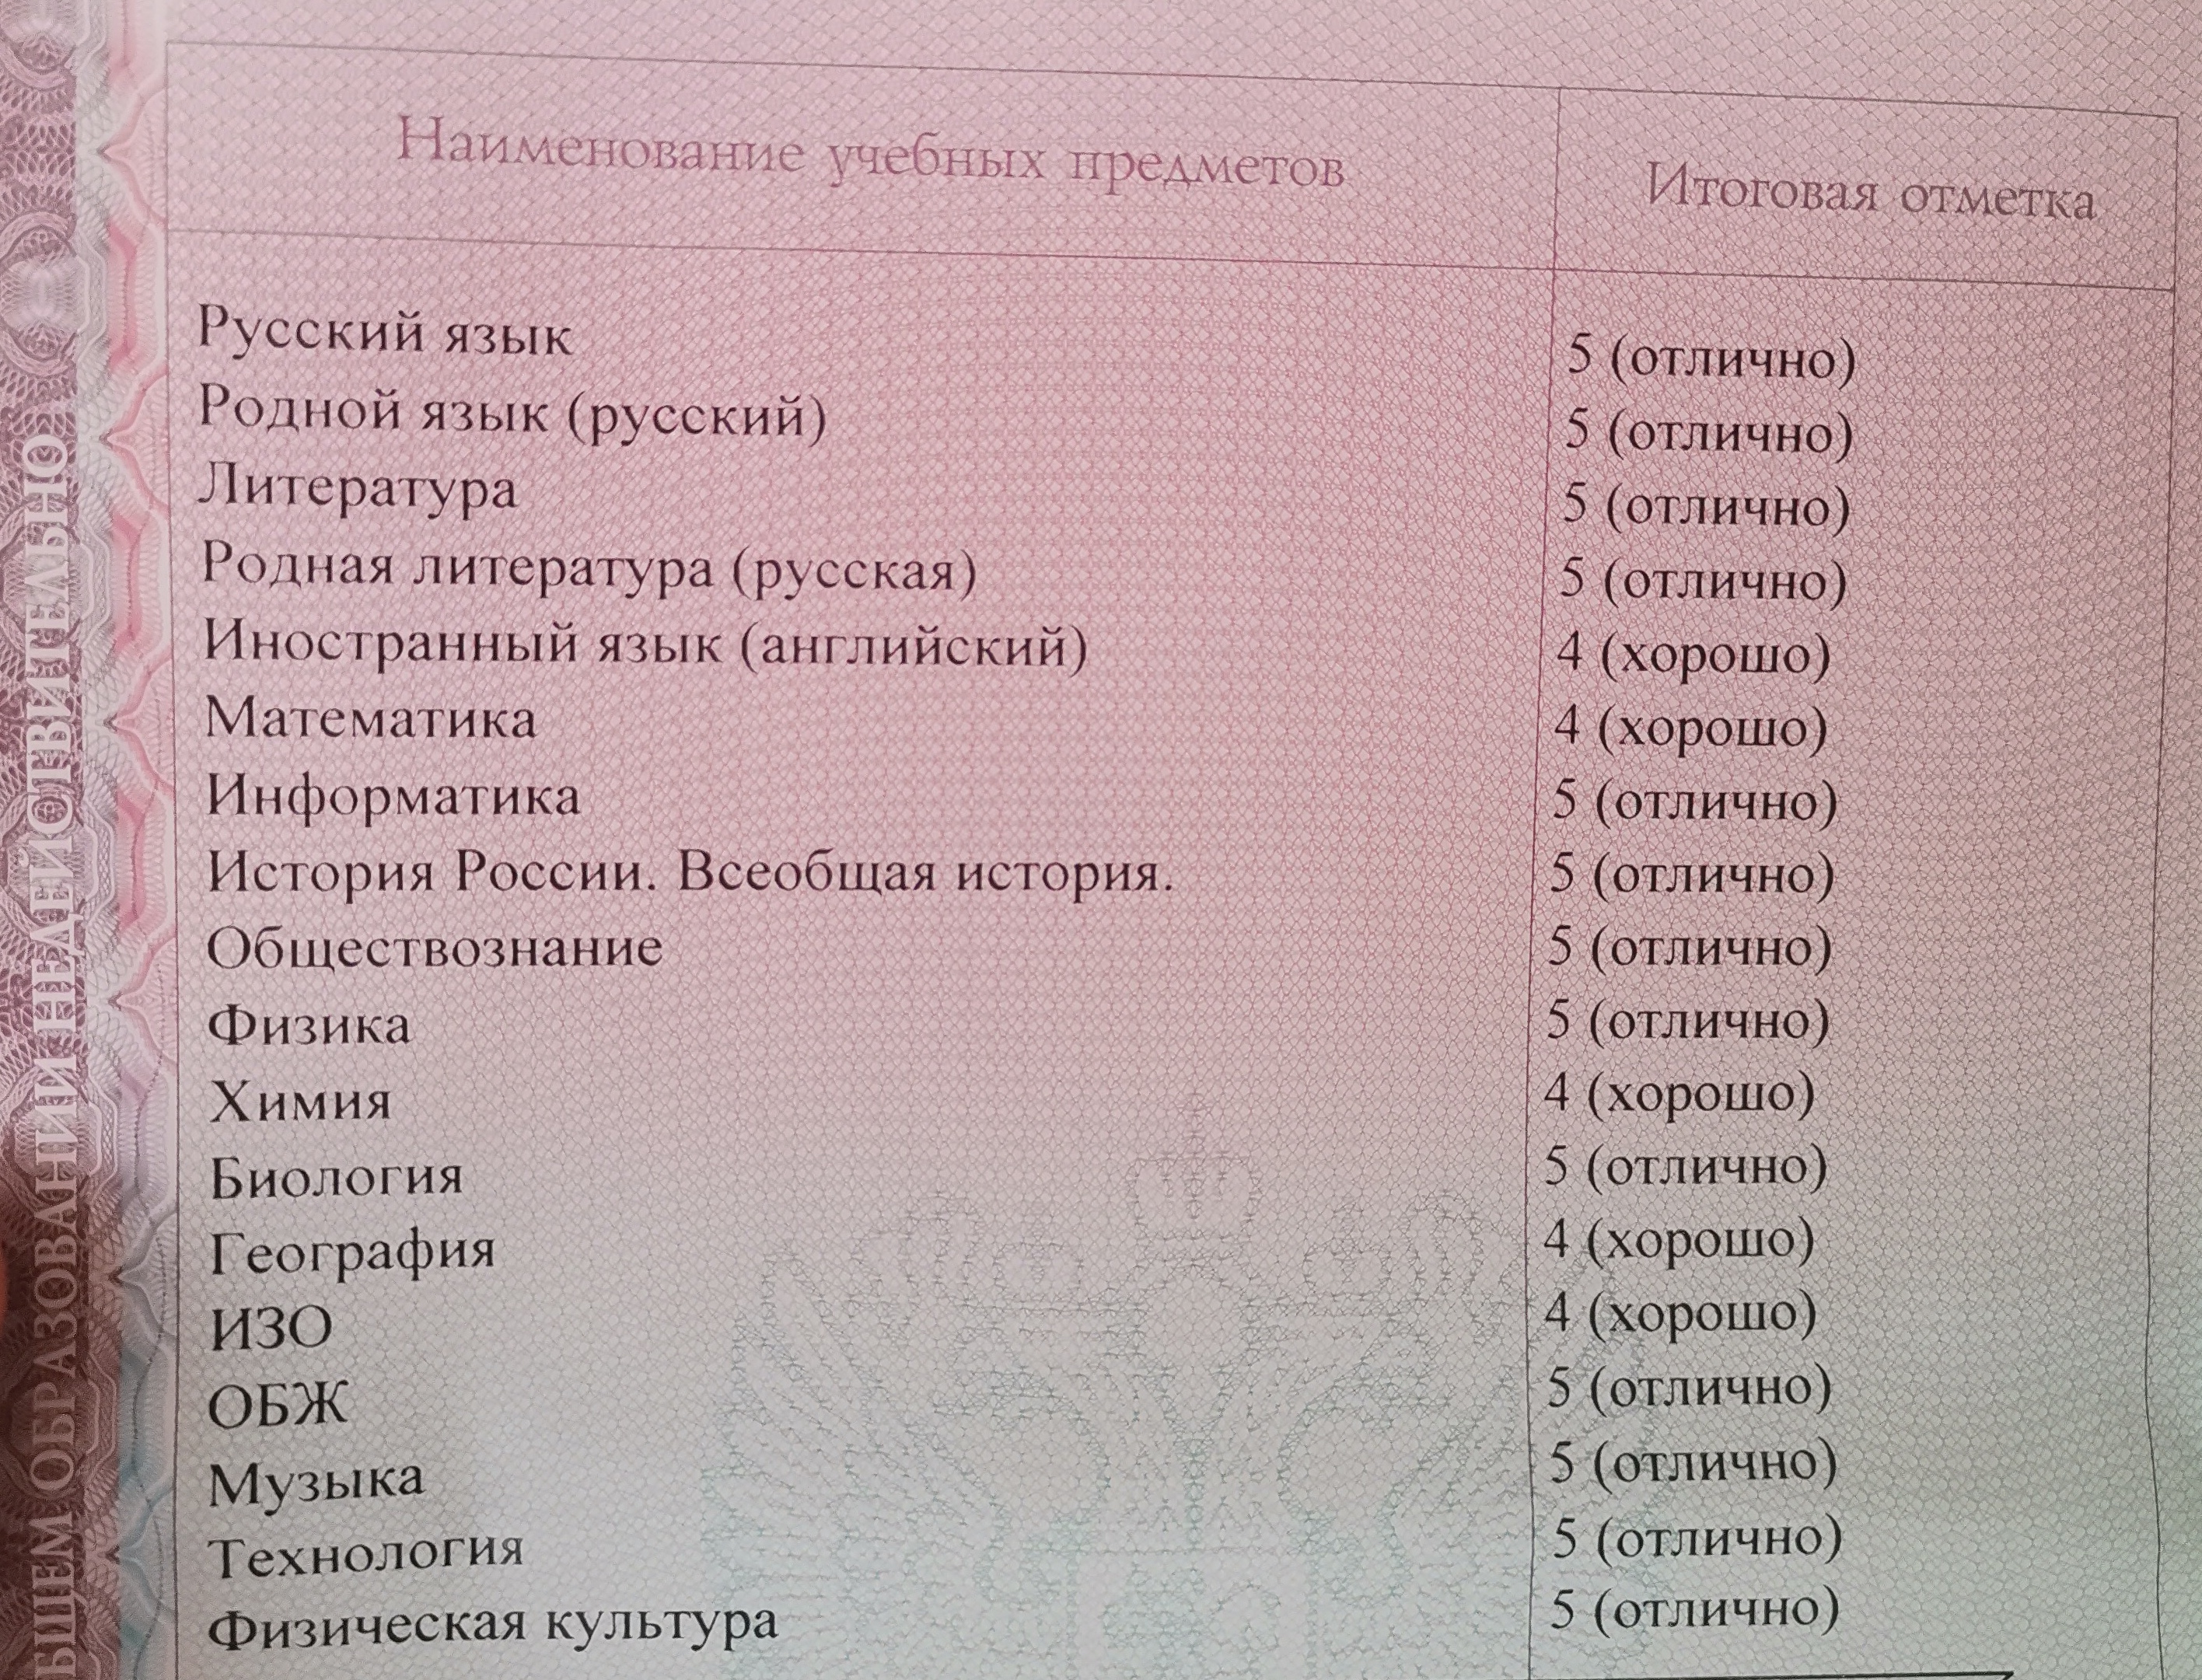 Наименование учебных предметов Итоговая отметка
Русский язык 5 (отлично)
Родной язык (русский) 5 (отлично)
Литература 5 (отлично)
Родная литература (русская) 5 (отлично)
Иностранный язык (английский) 4 (хорошо)
Математика 4 (хорошо)
Информатика 5 (отлично)
История России. Всеобщая история. 5 (отлично)
Обществознание 5 (отлично)
Физика 5 (отлично)
Химия 4 (хорошо)
Биология 5 (отлично)
География 4 (хорошо)
ИЗО 4 (хорошо)
ОБЖ 5 (отлично)
Музыка 5 (отлично)
Технология 5 (отлично)
Физическая культура 5 (отлично)
ОБРАЗОВАНИИ НЕДЕЙСТВИТЕЛЬНО